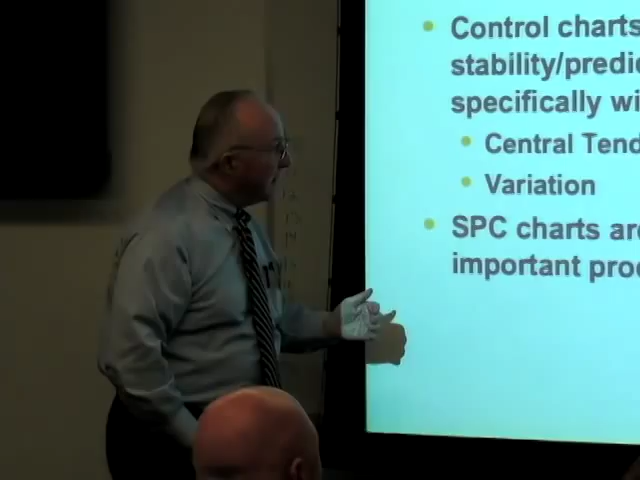 Control charts
stability/predic
specifically wi
Central Tend
Variation
SPC charts are
important proc